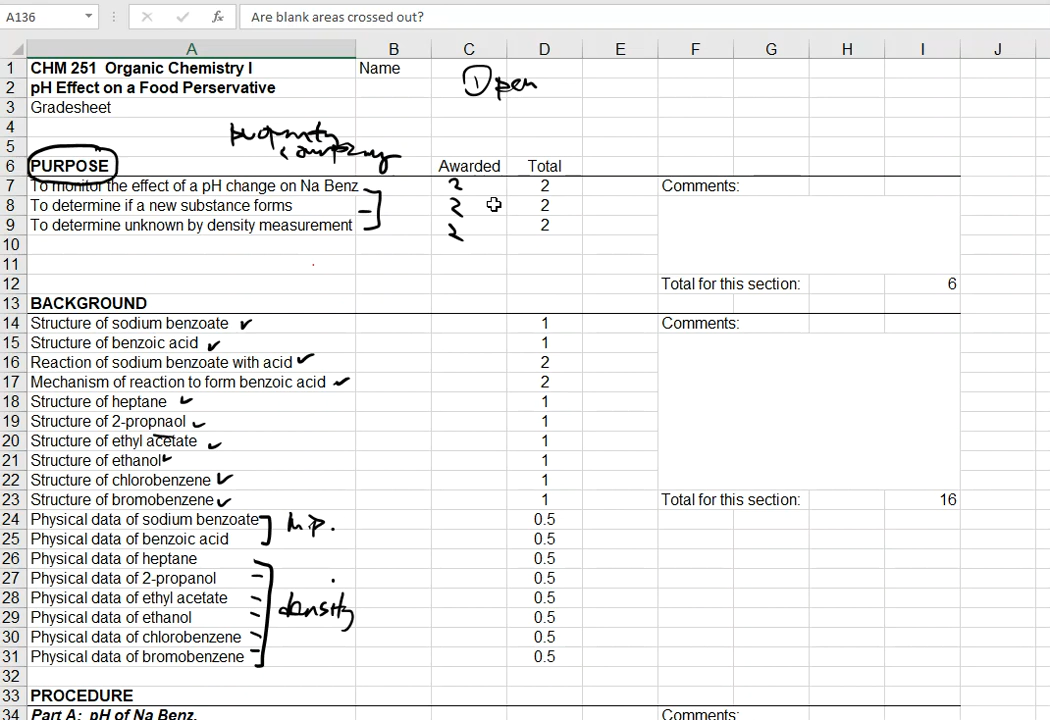 A136 fx Are blank areas crossed out?
A B C D E F G H I J
1 CHM 251 Organic Chemistry I Name
2 pH Effect on a Food Perservative Open
3 Gradesheet
4
5
6 PURPOSE Awarded Total
7 To monitor the effect of a pH change on Na Benz 2 2 Comments:
8 To determine if a new substance forms 2 2
9 To determine unknown by density measurement 2 2
10
11
12 Total for this section: 6
13 BACKGROUND
14 Structure of sodium benzoate ✓ 1 Comments:
15 Structure of benzoic acid ✓ 1
16 Reaction of sodium benzoate with acid ✓ 2
17 Mechanism of reaction to form benzoic acid ✓ 2
18 Structure of heptane ✓ 1
19 Structure of 2-propnaol ✓ 1
20 Structure of ethyl acetate ✓ 1
21 Structure of ethanol ✓ 1
22 Structure of chlorobenzene ✓ 1
23 Structure of bromobenzene ✓ 1 Total for this section: 16
24 Physical data of sodium benzoate m.p. 0.5
25 Physical data of benzoic acid 0.5
26 Physical data of heptane 0.5
27 Physical data of 2-propanol 0.5
28 Physical data of ethyl acetate density 0.5
29 Physical data of ethanol 0.5
30 Physical data of chlorobenzene 0.5
31 Physical data of bromobenzene 0.5
32
33 PROCEDURE
34 Part A: pH of Na Benz. Comments: